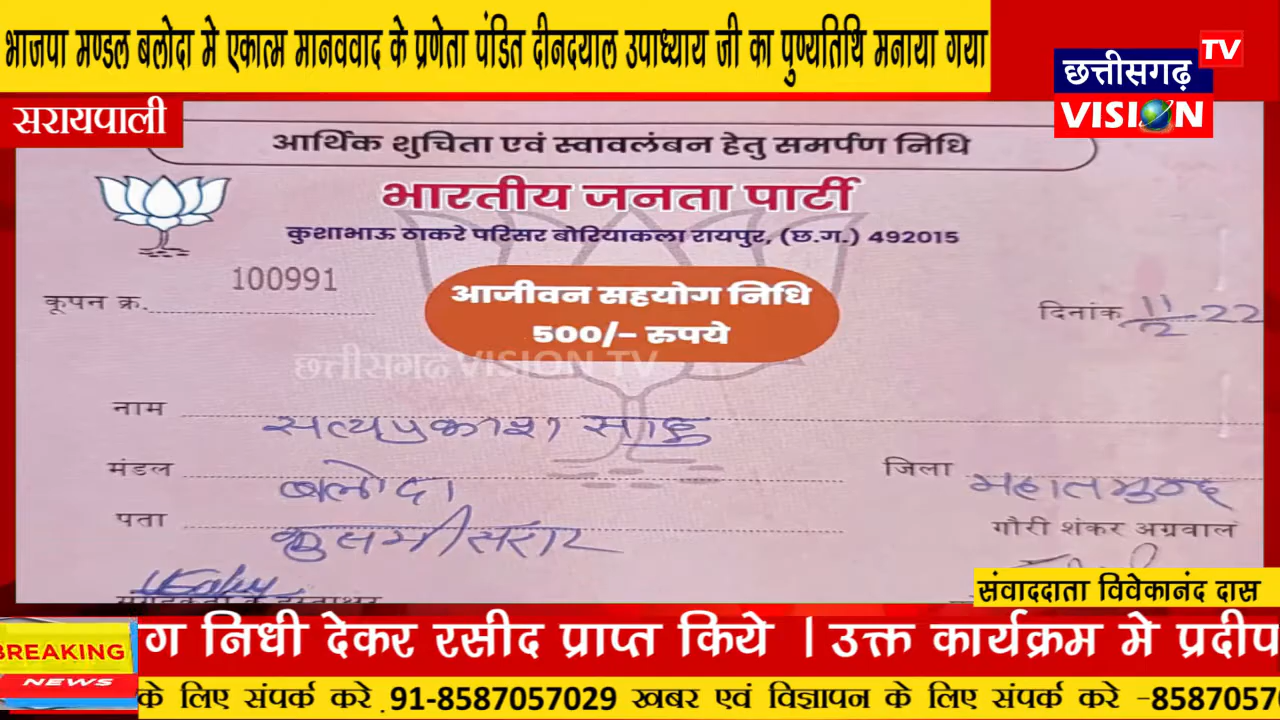 भाजपा मण्डल बलोदा मे एकात्म मानववाद के प्रणेता पंडित दीनदयाल उपाध्याय जी का पुण्यतिथि मनाया गया
छत्तीसगढ़ TV
VISION
सरायपाली
आर्थिक शुचिता एवं स्वावलंबन हेतु समर्पण निधि
भारतीय जनता पार्टी
कुशाभाऊ ठाकरे परिसर बोरियाकला रायपुर, (छ.ग.) 492015
कूपन क्र. 100991
आजीवन सहयोग निधि
500/- रुपये
दिनांक 11/2 22
छत्तीसगढ VISION TV
नाम सत्यप्रकाश साहु
मंडल बलोदा जिला महासमुन्द
पता
गौरी शंकर अग्रवाल
संवाददाता विवेकानंद दास
BREAKING
NEWS
ग निधी देकर रसीद प्राप्त किये । उक्त कार्यक्रम मे प्रदीप
के लिए संपर्क करे .91-8587057029 खबर एवं विज्ञापन के लिए संपर्क करे -85870570